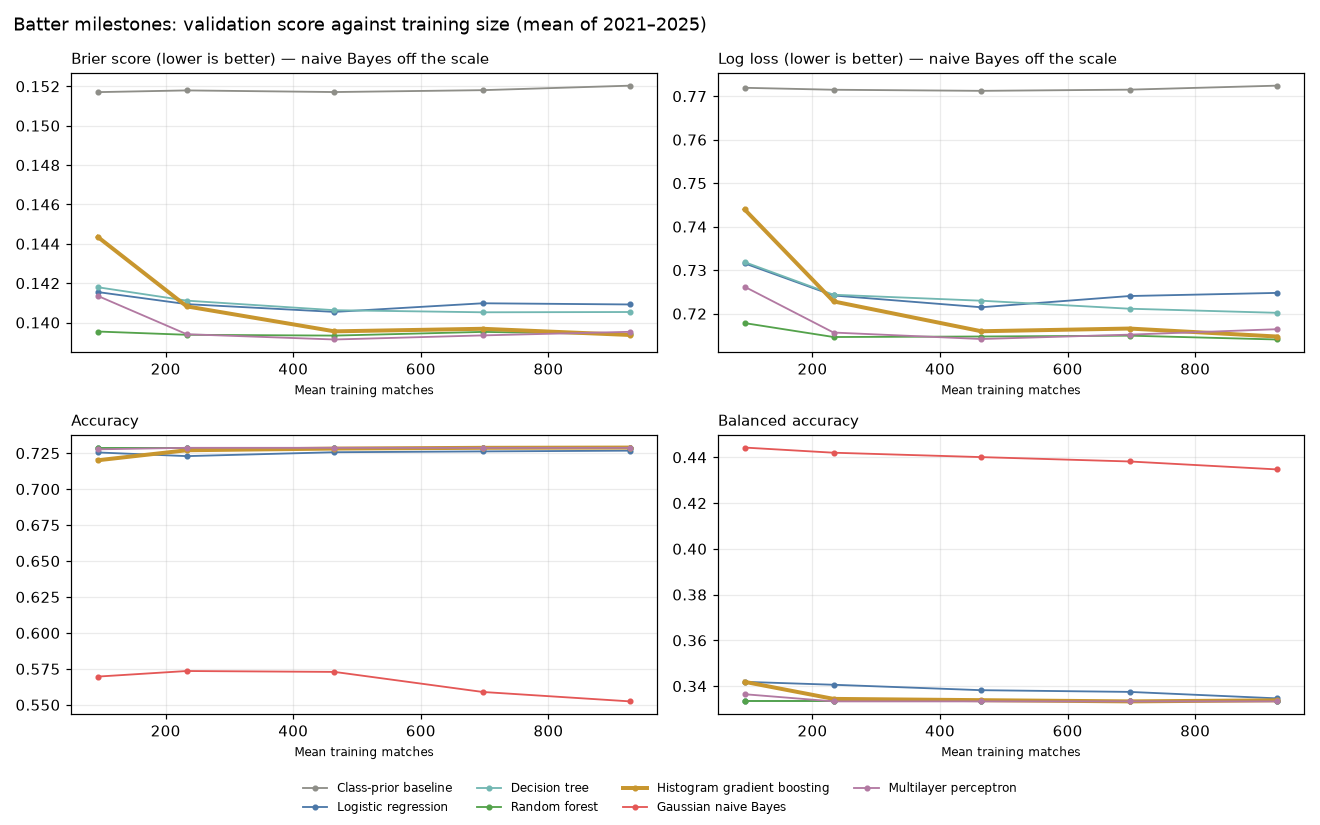 Batter milestones: validation score against training size (mean of 2021–2025)
Brier score (lower is better) — naive Bayes off the scale
0.152
0.150
0.148
0.146
0.144
0.142
0.140
200
400
600
800
Mean training matches
Log loss (lower is better) — naive Bayes off the scale
0.77
0.76
0.75
0.74
0.73
0.72
200
400
600
800
Mean training matches
Accuracy
0.725
0.700
0.675
0.650
0.625
0.600
0.575
0.550
200
400
600
800
Mean training matches
Balanced accuracy
0.44
0.42
0.40
0.38
0.36
0.34
200
400
600
800
Mean training matches
Class-prior baseline
Logistic regression
Decision tree
Random forest
Histogram gradient boosting
Gaussian naive Bayes
Multilayer perceptron